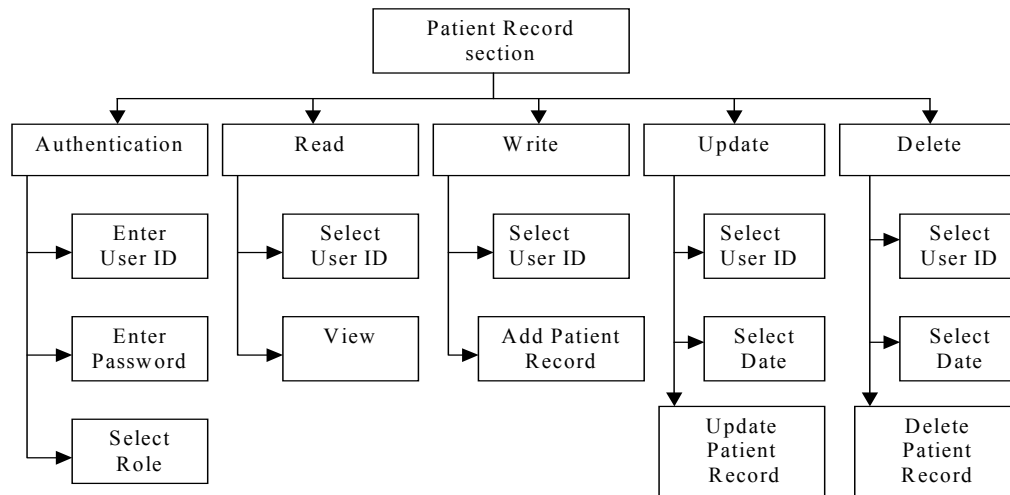 Patient Record
section
Authentication
Read
Write
Update
Delete
Enter
User ID
Select
User ID
Select
User ID
Select
User ID
Select
User ID
Enter
Password
View
Add Patient
Record
Select
Date
Select
Date
Select
Role
Update
Patient
Record
Delete
Patient
Record